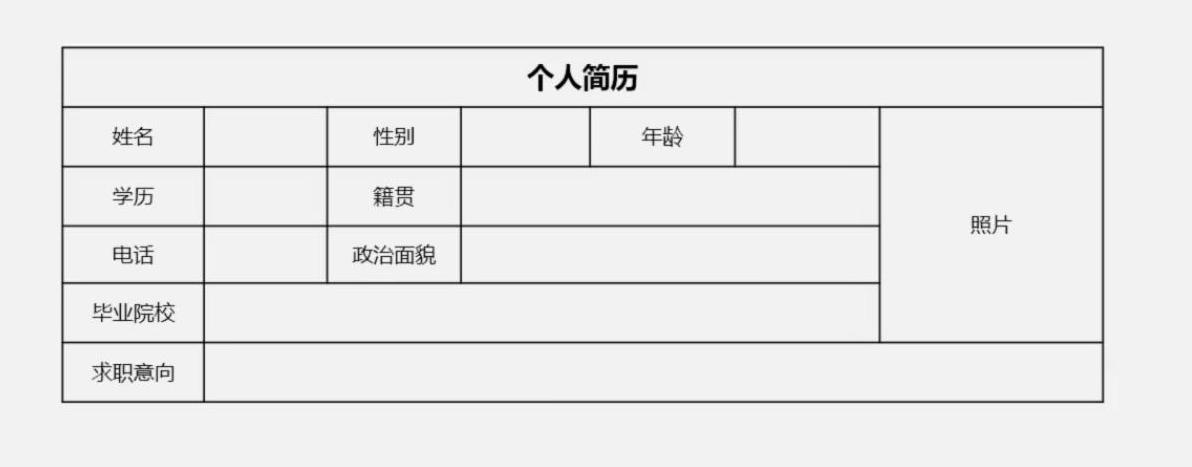 个人简历
姓名 性别 年龄
学历 籍贯
照片
电话 政治面貌
毕业院校
求职意向